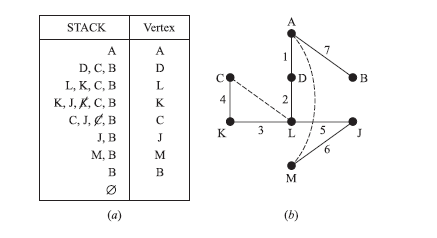 STACK Vertex
A A
D, C, B D
L, K, C, B L
K, J, K, C, B K
C, J, C, B C
J, B J
M, B M
B B
∅
(a)
A
1 7
C D B
4 2
K 3 L 5 J
6
M
(b)